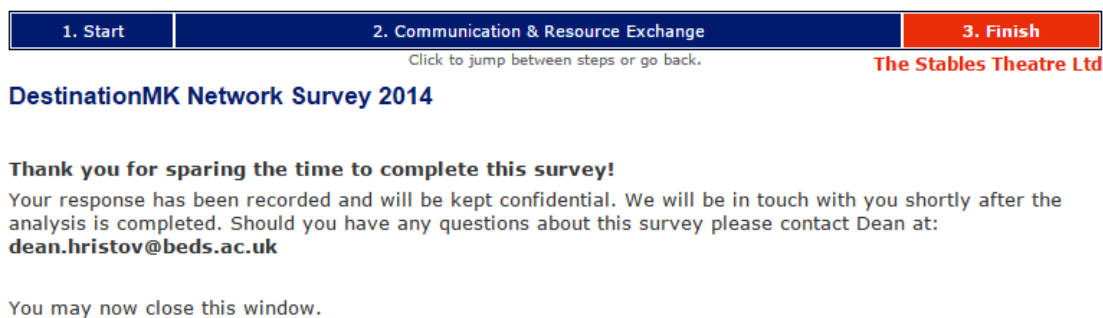 1. Start 2. Communication & Resource Exchange 3. Finish
Click to jump between steps or go back. The Stables Theatre Ltd
DestinationMK Network Survey 2014
Thank you for sparing the time to complete this survey!
Your response has been recorded and will be kept confidential. We will be in touch with you shortly after the
analysis is completed. Should you have any questions about this survey please contact Dean at:
dean.hristov@beds.ac.uk
You may now close this window.